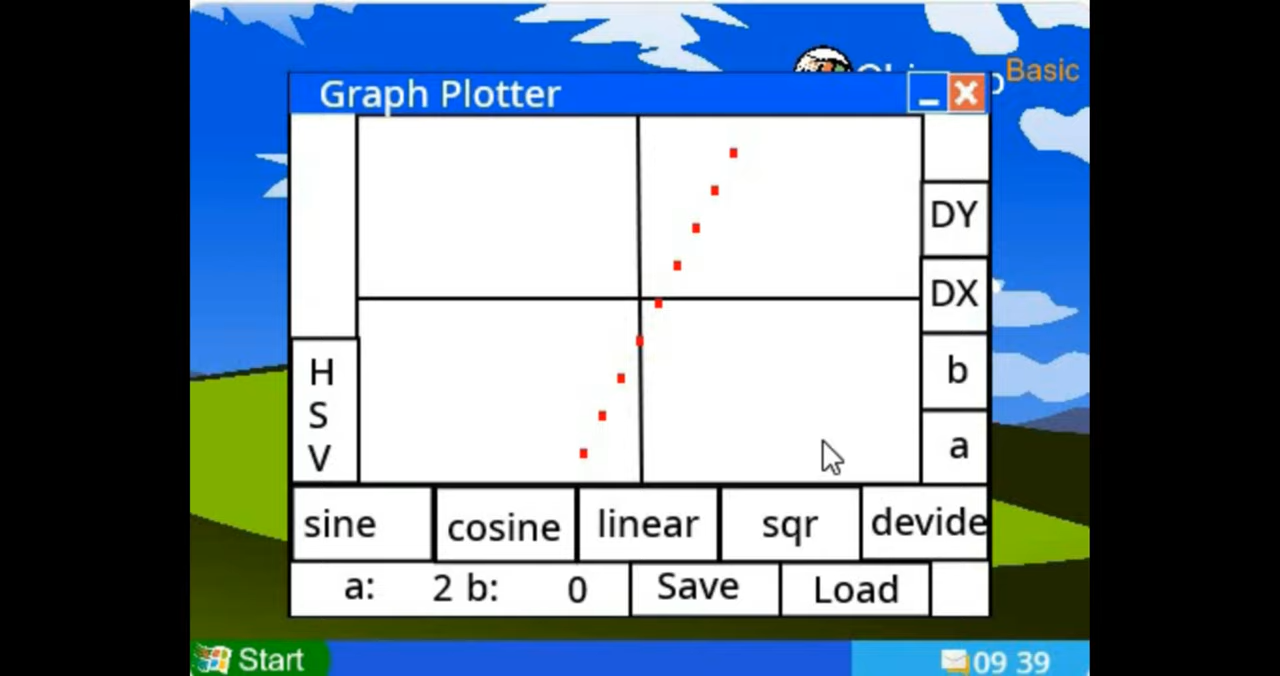 Basic
Graph Plotter
DY
DX
b
a
H
S
V
sine cosine linear sqr devide
a: 2 b: 0 Save Load
Start 09 39